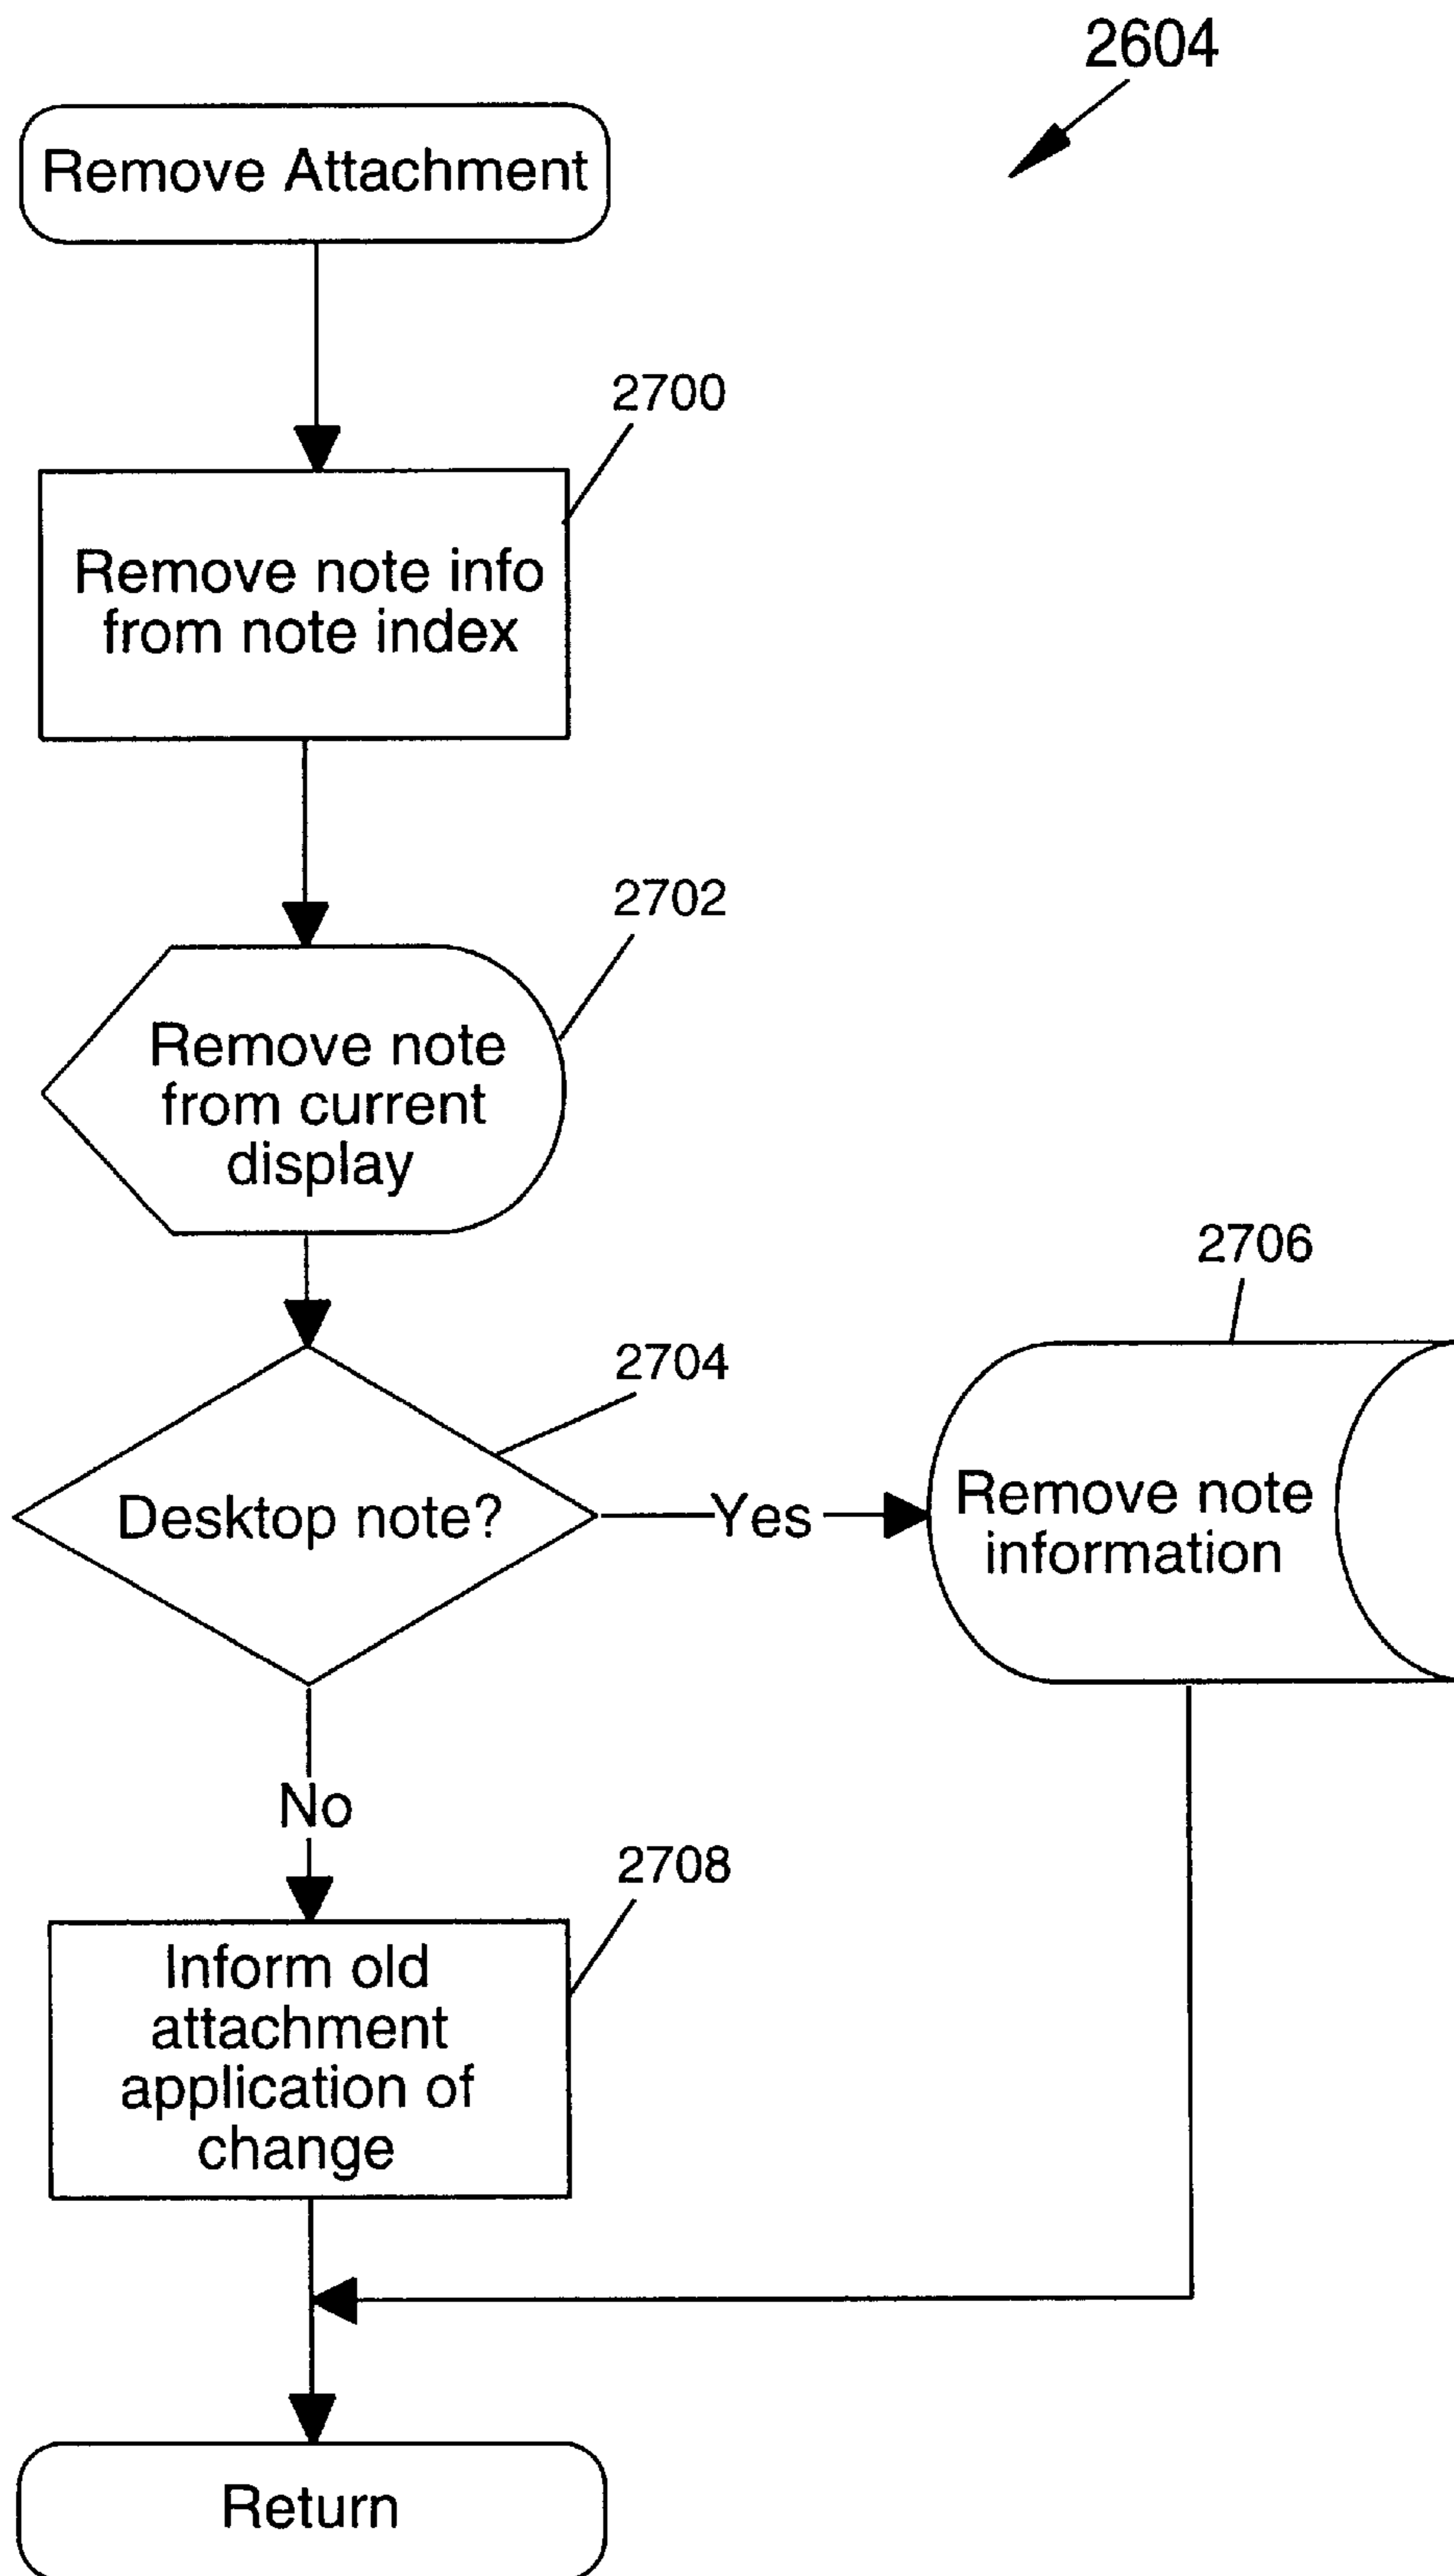 2604
Remove Attachment
2700
Remove note info
from note index
2702
Remove note
from current
display
2704
Desktop note?
Yes
2706
Remove note
information
No
2708
Inform old
attachment
application of
change
Return